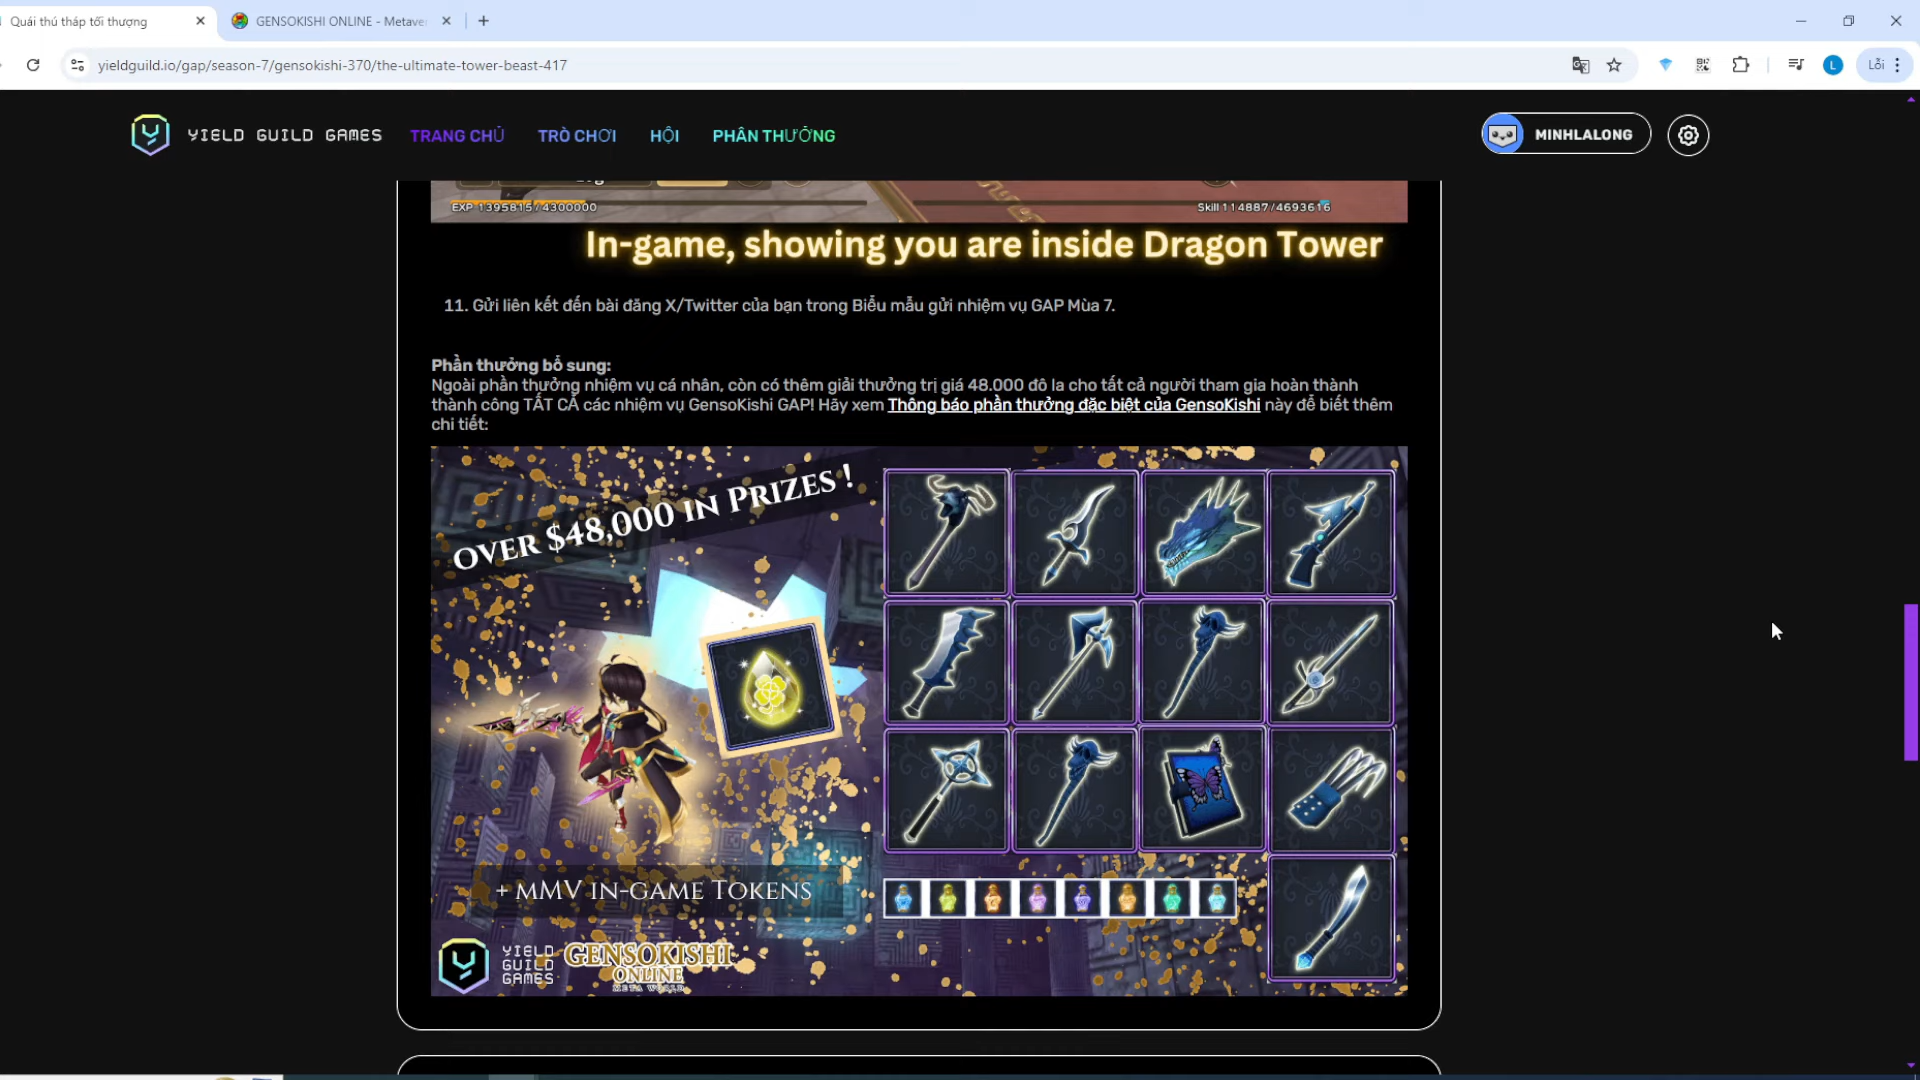 Quái thú tháp tối thượng
GENSOKISHI ONLINE - Metave
yieldguild.io/gap/season-7/gensokishi-370/the-ultimate-tower-beast-417
L
Lỗi
YIELD GUILD GAMES
TRANG CHỦ
TRÒ CHƠI
HỘI
PHẦN THƯỞNG
MINHLALONG
EXP 1395815/4300000
Skill 114887/4693616
In-game, showing you are inside Dragon Tower
11. Gửi liên kết đến bài đăng X/Twitter của bạn trong Biểu mẫu gửi nhiệm vụ GAP Mùa 7.
Phần thưởng bổ sung:
Ngoài phần thưởng nhiệm vụ cá nhân, còn có thêm giải thưởng trị giá 48.000 đô la cho tất cả người tham gia hoàn thành
thành công TẤT CẢ các nhiệm vụ GensoKishi GAP! Hãy xem Thông báo phần thưởng đặc biệt của GensoKishi này để biết thêm
chi tiết:
OVER $48,000 IN PRIZES !
+ MMV IN-GAME TOKENS
YIELD
GUILD
GAMES
GENSOKISHI
ONLINE
META WORLD